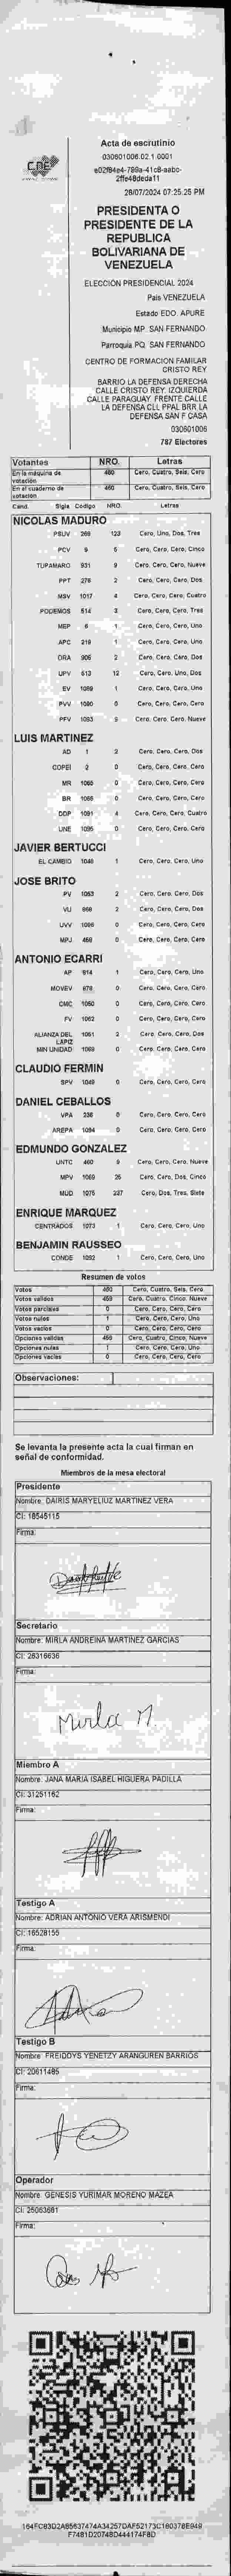 CNE
Acta de escrutinio
030601006.02.1.0001
28/07/2024 07:25:25 PM
PRESIDENTA O
PRESIDENTE DE LA
REPUBLICA
BOLIVARIANA DE
VENEZUELA
ELECCIÓN PRESIDENCIAL 2024
País VENEZUELA
Estado EDO. APURE
Municipio MP. SAN FERNANDO
Parroquia PQ. SAN FERNANDO
CENTRO DE FORMACION FAMILAR
CRISTO REY
BARRIO LA DEFENSA DERECHA
CALLE CRISTO REY. IZQUIERDA
CALLE PARAGUAY. FRENTE CALLE
LA DEFENSA CLL PPAL BRR LA
DEFENSA SAN F CASA
030601006
787 Electores
Votantes NRO. Letras
En la máquina de votación 460 Cero, Cuatro, Seis, Cero
En el cuaderno de votación 460 Cero, Cuatro, Seis, Cero
Cand. Sigla Codigo NRO. Letras
NICOLAS MADURO
PSUV 269 123 Cero, Uno, Dos, Tres
PCV 9 5 Cero, Cero, Cero, Cinco
TUPAMARO 931 9 Cero, Cero, Cero, Nueve
PPT 278 2 Cero, Cero, Cero, Dos
MSV 1017 4 Cero, Cero, Cero, Cuatro
PODEMOS 514 3 Cero, Cero, Cero, Tres
MEP 6 1 Cero, Cero, Cero, Uno
APC 219 1 Cero, Cero, Cero, Uno
ORA 906 2 Cero, Cero, Cero, Dos
UPV 613 12 Cero, Cero, Uno, Dos
EV 1089 1 Cero, Cero, Cero, Uno
PVV 1090 0 Cero, Cero, Cero, Cero
PFV 1093 9 Cero, Cero, Cero, Nueve
LUIS MARTINEZ
AD 1 2 Cero, Cero, Cero, Dos
COPEI 2 0 Cero, Cero, Cero, Cero
MR 1065 0 Cero, Cero, Cero, Cero
BR 0 Cero, Cero, Cero, Cero
DDP 1091 4 Cero, Cero, Cero, Cuatro
UNE 1095 0 Cero, Cero, Cero, Cero
JAVIER BERTUCCI
EL CAMBIO 1048 1 Cero, Cero, Cero, Uno
JOSE BRITO
PV 1053 2 Cero, Cero, Cero, Dos
VU 868 2 Cero, Cero, Cero, Dos
UVV 0 Cero, Cero, Cero, Cero
MPJ 458 0 Cero, Cero, Cero, Cero
ANTONIO ECARRI
AP 914 1 Cero, Cero, Cero, Uno
MOVEV 978 0 Cero, Cero, Cero, Cero
CMC 1050 0 Cero, Cero, Cero, Cero
FV 1062 0 Cero, Cero, Cero, Cero
ALIANZA DEL LAPIZ 1051 2 Cero, Cero, Cero, Dos
MIN UNIDAD 1069 0 Cero, Cero, Cero, Cero
CLAUDIO FERMIN
SPV 1049 0 Cero, Cero, Cero, Cero
DANIEL CEBALLOS
VPA 238 0 Cero, Cero, Cero, Cero
AREPA 1094 0 Cero, Cero, Cero, Cero
EDMUNDO GONZALEZ
UNTC 460 9 Cero, Cero, Cero, Nueve
MPV 1069 25 Cero, Cero, Dos, Cinco
MUD 1075 237 Cero, Dos, Tres, Siete
ENRIQUE MARQUEZ
CENTRADOS 1073 1 Cero, Cero, Cero, Uno
BENJAMIN RAUSSEO
CONDE 1092 1 Cero, Cero, Cero, Uno
Resumen de votos
Votos 460 Cero, Cuatro, Seis, Cero
Votos validos 459 Cero, Cuatro, Cinco, Nueve
Votos parciales 0 Cero, Cero, Cero, Cero
Votos nulos 1 Cero, Cero, Cero, Uno
Votos vacios 0 Cero, Cero, Cero, Cero
Opciones validas 459 Cero, Cuatro, Cinco, Nueve
Opciones nulas 1 Cero, Cero, Cero, Uno
Opciones vacias 0 Cero, Cero, Cero, Cero
Observaciones:
Se levanta la presente acta la cual firman en
señal de conformidad.
Miembros de la mesa electoral
Presidente
Nombre: DAIRIS MARYELIUZ MARTINEZ VERA
CI: 18545115
Firma:
Secretario
Nombre: MIRLA ANDREINA MARTINEZ GARCIAS
CI: 28316636
Firma:
Mirla M.
Miembro A
Nombre: JANA MARIA ISABEL HIGUERA PADILLA
CI: 31251162
Firma:
Testigo A
Nombre: ADRIAN ANTONIO VERA ARISMENDI
CI: 16528155
Firma:
Testigo B
Nombre: FREIDDYS YENETZY ARANGUREN BARRIOS
CI: 20611485
Firma:
Operador
Nombre: GENESIS YURIMAR MORENO MAZEA
CI: 25063661
Firma: